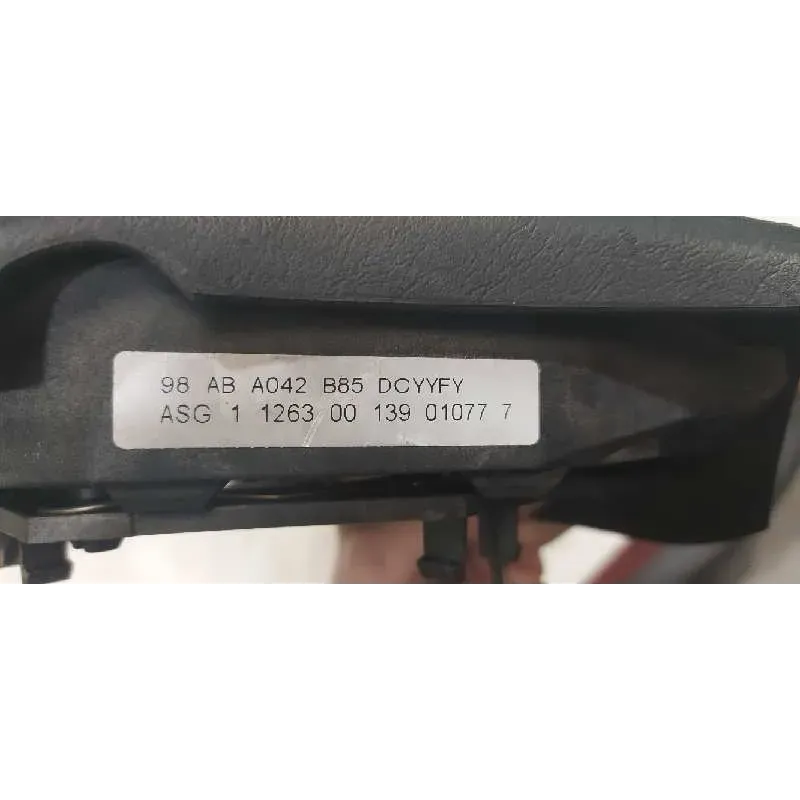 98 AB A042 B85 DCYYFY
ASG 1 1263 00 139 01077 7